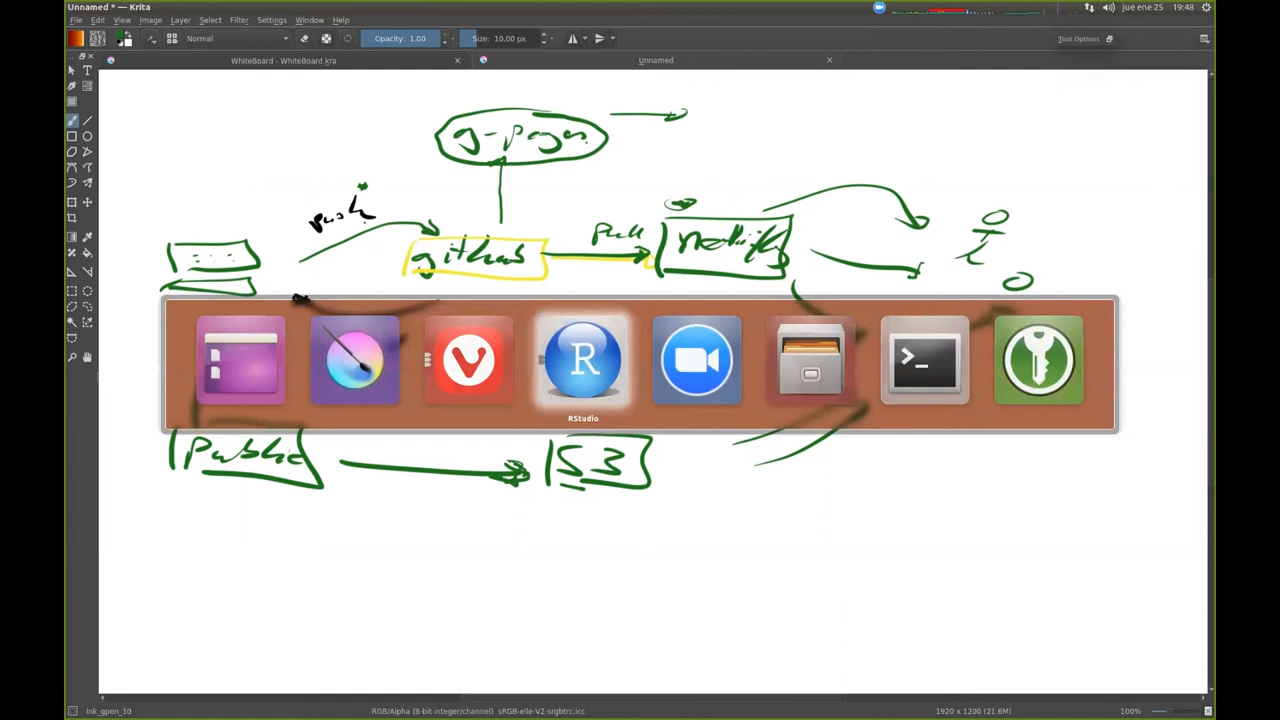 Unnamed * — Krita
jue ene 25 19:48
File Edit View Image Layer Select Filter Settings Window Help
Normal Opacity: 1.00 Size: 10.00 px Tool Options
WhiteBoard - WhiteBoard.kra
Unnamed
g-pages
push
github
pull
netlify
R
RStudio
Public
S3
Ink_gpen_10
RGB/Alpha (8-bit integer/channel) sRGB-elle-V2-srgbtrc.icc
1920 x 1200 (21.6M)
100%